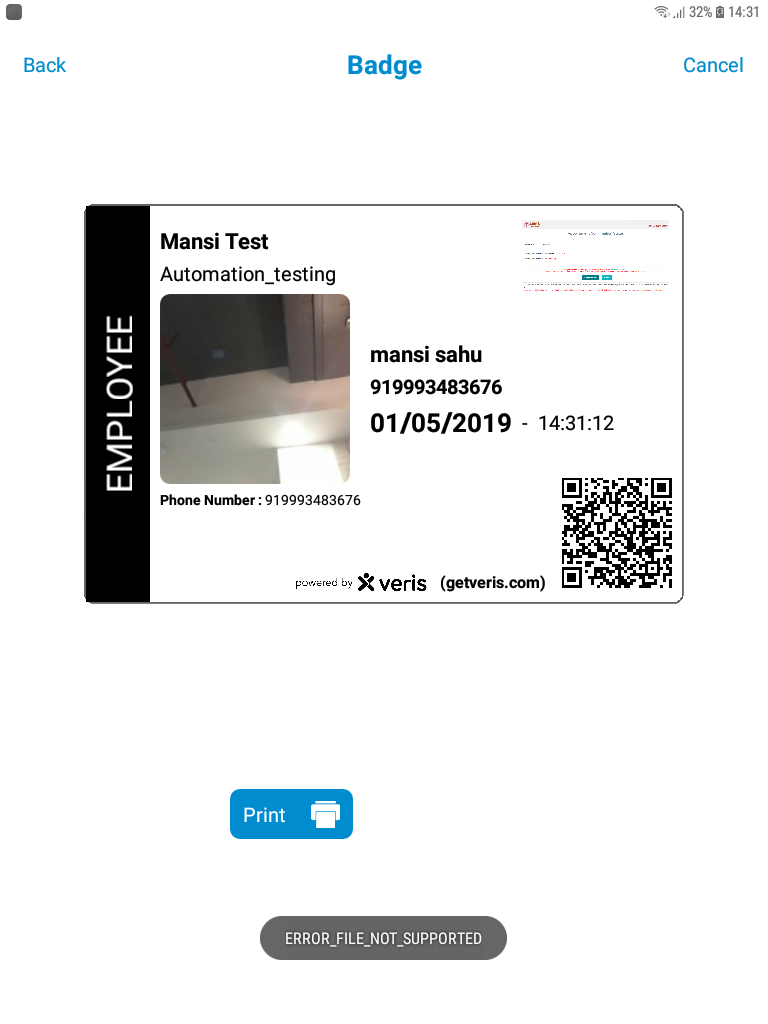 32% 14:31
Back Badge Cancel
EMPLOYEE
Mansi Test
Automation_testing
mansi sahu
919993483676
01/05/2019 - 14:31:12
Phone Number : 919993483676
powered by veris (getveris.com)
Print
ERROR_FILE_NOT_SUPPORTED